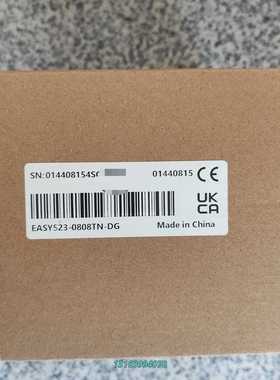 SN:014408154S
01440815 CE
UK
CA
EASY523-0808TN-DG
Made in China